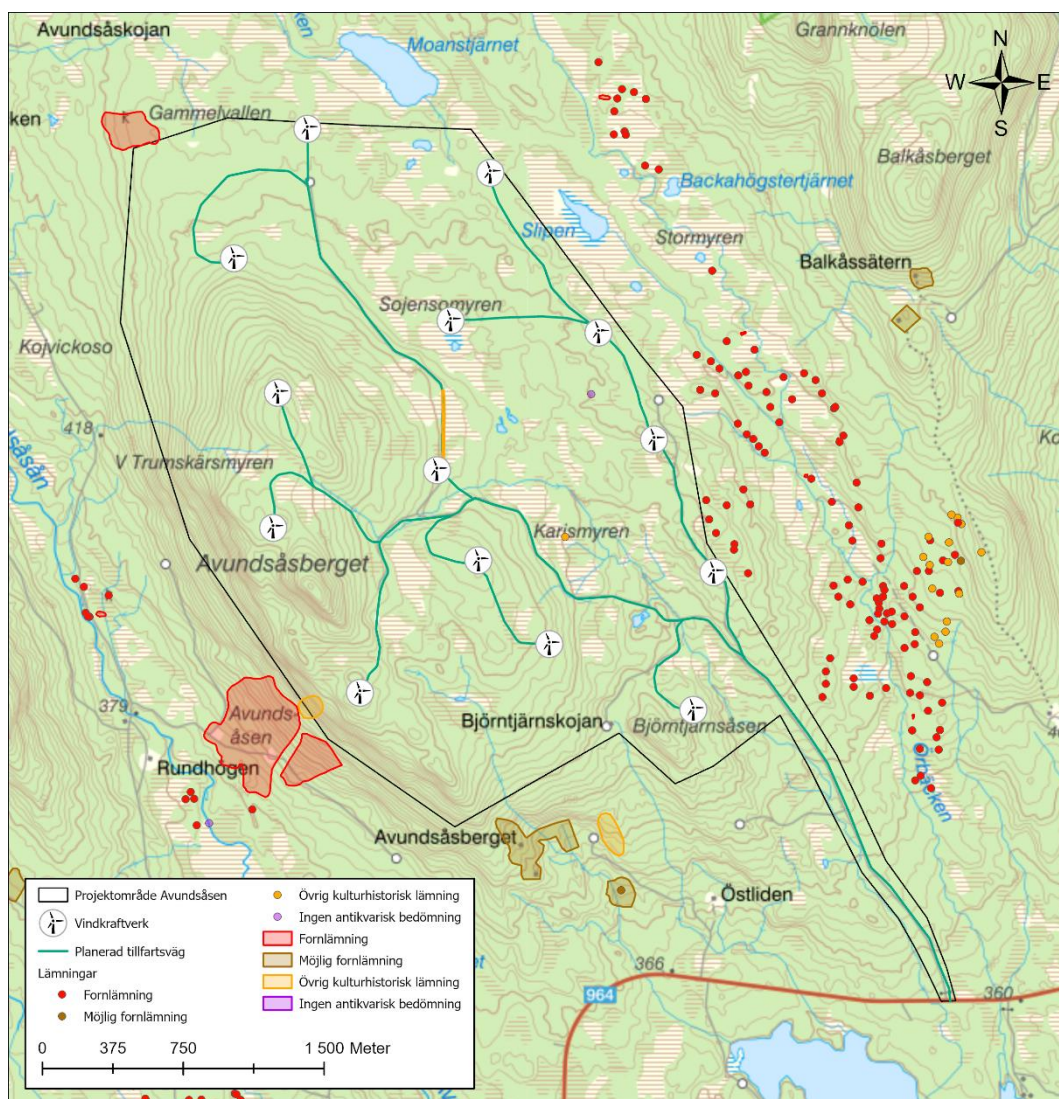 Avundsåskojan
Moanstjärnet
Grannknölen
N
W E
S
Gammelvallen
Balkåsberget
Backahögstertjärnet
Slipen
Stormyren
Balkåssätern
Sojensomyren
Kojvickoso
418
V Trumskärsmyren
Karismyren
Avundsåsberget
379
Avunds-
åsen
Björntjärnskojan
Björntjärnsåsen
Rundhögen
Örbäcken
Avundsåsberget
Östliden
366
964
360
Projektområde Avundsåsen
Vindkraftverk
Planerad tillfartsväg
Lämningar
Fornlämning
Möjlig fornlämning
Övrig kulturhistorisk lämning
Ingen antikvarisk bedömning
Fornlämning
Möjlig fornlämning
Övrig kulturhistorisk lämning
Ingen antikvarisk bedömning
0 375 750 1 500 Meter